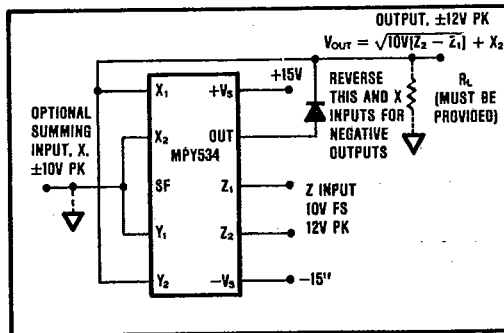 OUTPUT, ±12V PK
VOUT = √10V(Z2 − Z1) + X2
+15V
REVERSE
THIS AND X
INPUTS FOR
NEGATIVE
OUTPUTS
RL
(MUST BE
PROVIDED)
OPTIONAL
SUMMING
INPUT, X,
±10V PK
X1
X2
SF
Y1
Y2
MPY534
+VS
OUT
Z1
Z2
−VS
Z INPUT
10V FS
12V PK
−15"